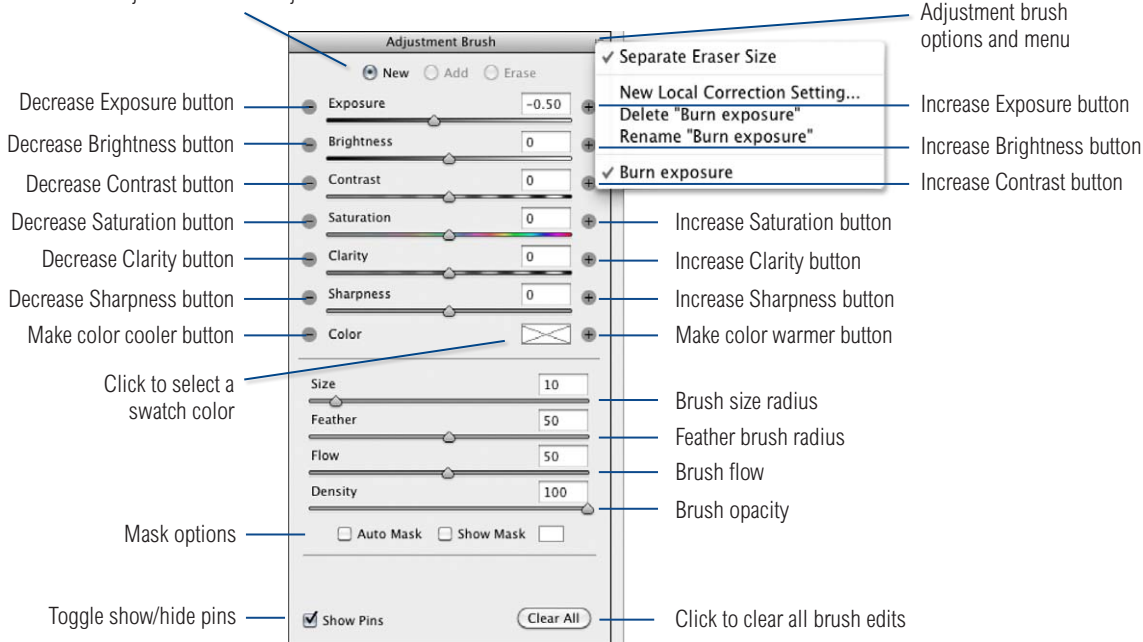 Adjustment brush
options and menu
Adjustment Brush
New Add Erase
✓ Separate Eraser Size
New Local Correction Setting...
Delete "Burn exposure"
Rename "Burn exposure"
✓ Burn exposure
Decrease Exposure button
Exposure -0.50
Increase Exposure button
Decrease Brightness button
Brightness 0
Increase Brightness button
Decrease Contrast button
Contrast 0
Increase Contrast button
Decrease Saturation button
Saturation 0
Increase Saturation button
Decrease Clarity button
Clarity 0
Increase Clarity button
Decrease Sharpness button
Sharpness 0
Increase Sharpness button
Make color cooler button
Color
Make color warmer button
Click to select a
swatch color
Size 10
Brush size radius
Feather 50
Feather brush radius
Flow 50
Brush flow
Density 100
Brush opacity
Mask options
Auto Mask Show Mask
Toggle show/hide pins
Show Pins
Clear All
Click to clear all brush edits